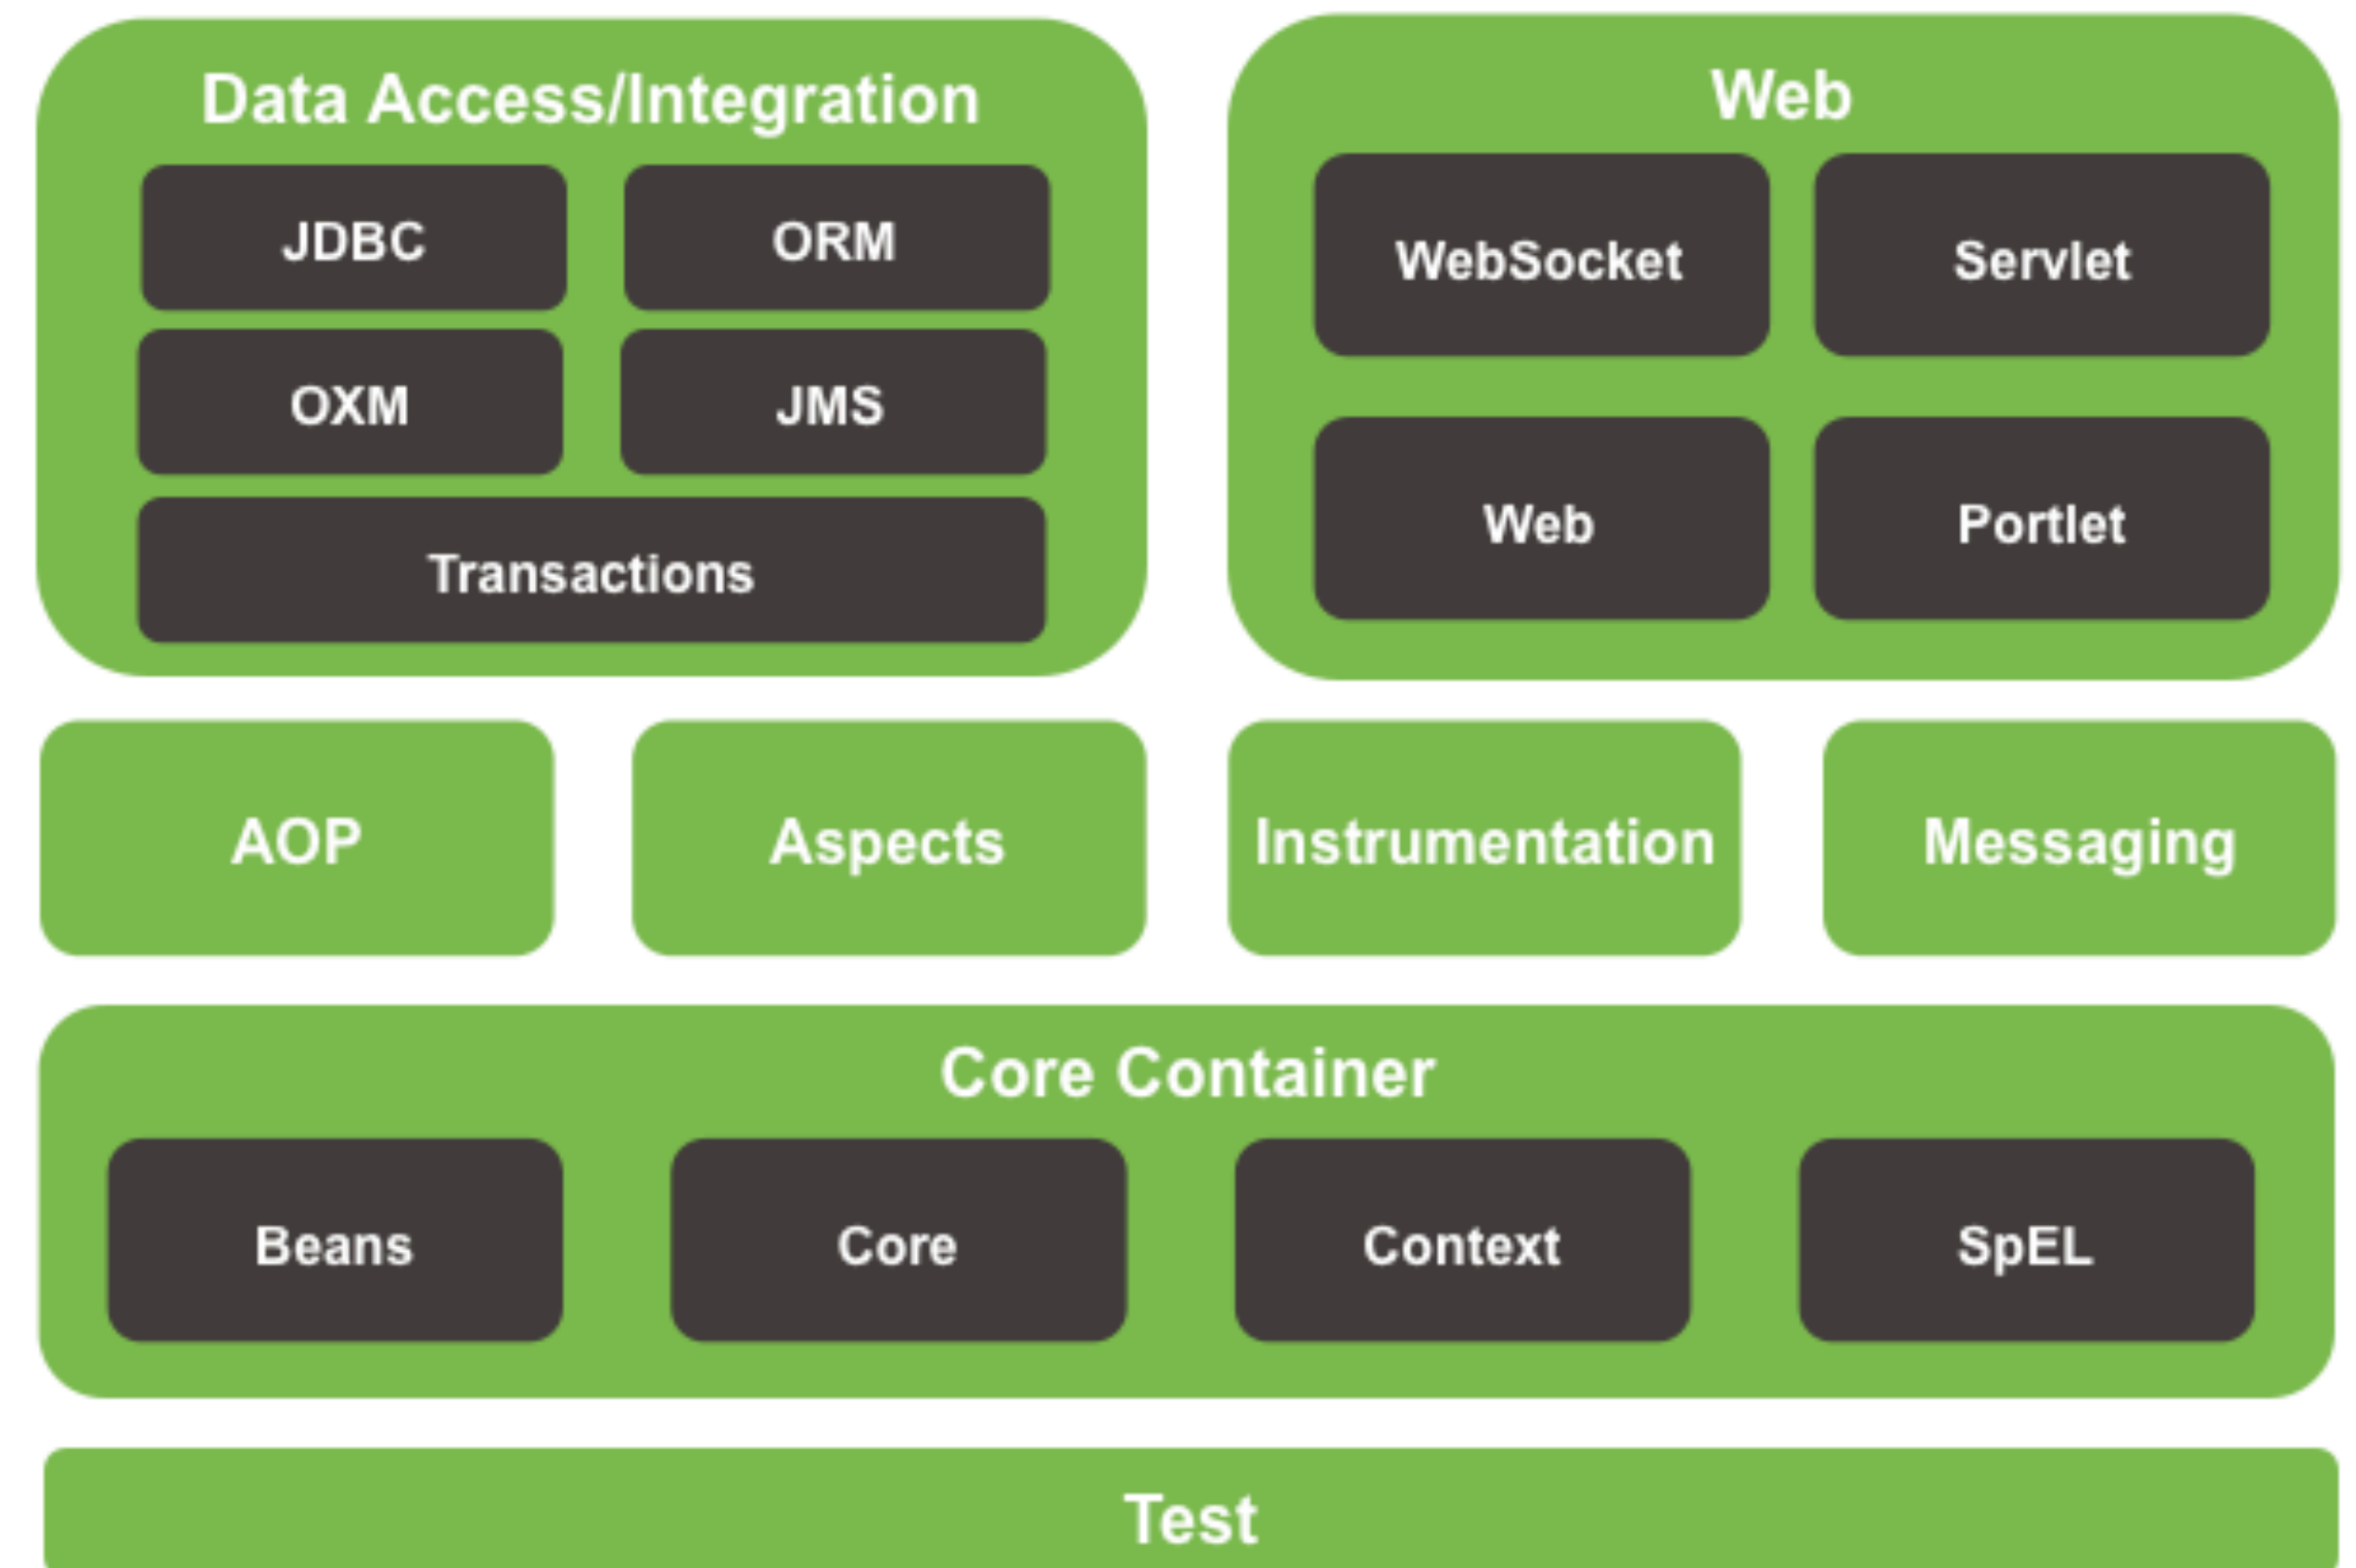 Data Access/Integration
JDBC
ORM
OXM
JMS
Transactions
Web
WebSocket
Servlet
Web
Portlet
AOP
Aspects
Instrumentation
Messaging
Core Container
Beans
Core
Context
SpEL
Test